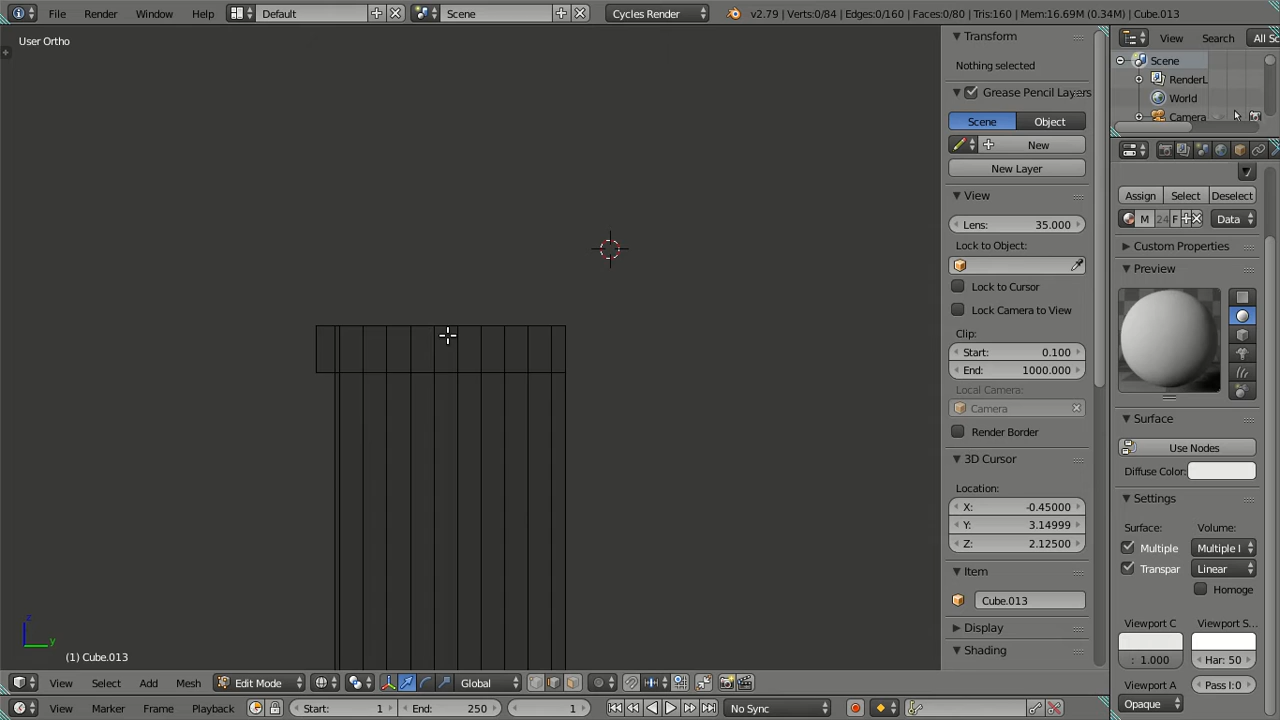 File Render Window Help Default Scene Cycles Render v2.79 | Verts:0/84 | Edges:0/160 | Faces:0/80 | Tris:160 | Mem:16.69M (0.34M) | Cube.013
User Ortho
Transform
Nothing selected
Grease Pencil Layers
Scene Object
New
New Layer
View
Lens: 35.000
Lock to Object:
Lock to Cursor
Lock Camera to View
Clip:
Start: 0.100
End: 1000.000
Local Camera:
Camera
Render Border
3D Cursor
Location:
X: -0.45000
Y: 3.14999
Z: 2.12500
Item
Cube.013
Display
Shading
View Search All Sc
Scene
RenderL
World
Camera
Assign Select Deselect
M 24 F Data
Custom Properties
Preview
Surface
Use Nodes
Diffuse Color:
Settings
Surface: Volume:
Multiple Multiple I
Transpar Linear
Homoge
Viewport C Viewport S...
: 1.000 Har: 50
Viewport A Pass I:0
Opaque
z
y
(1) Cube.013
View Select Add Mesh Edit Mode Global
View Marker Frame Playback Start: 1 End: 250 1 No Sync